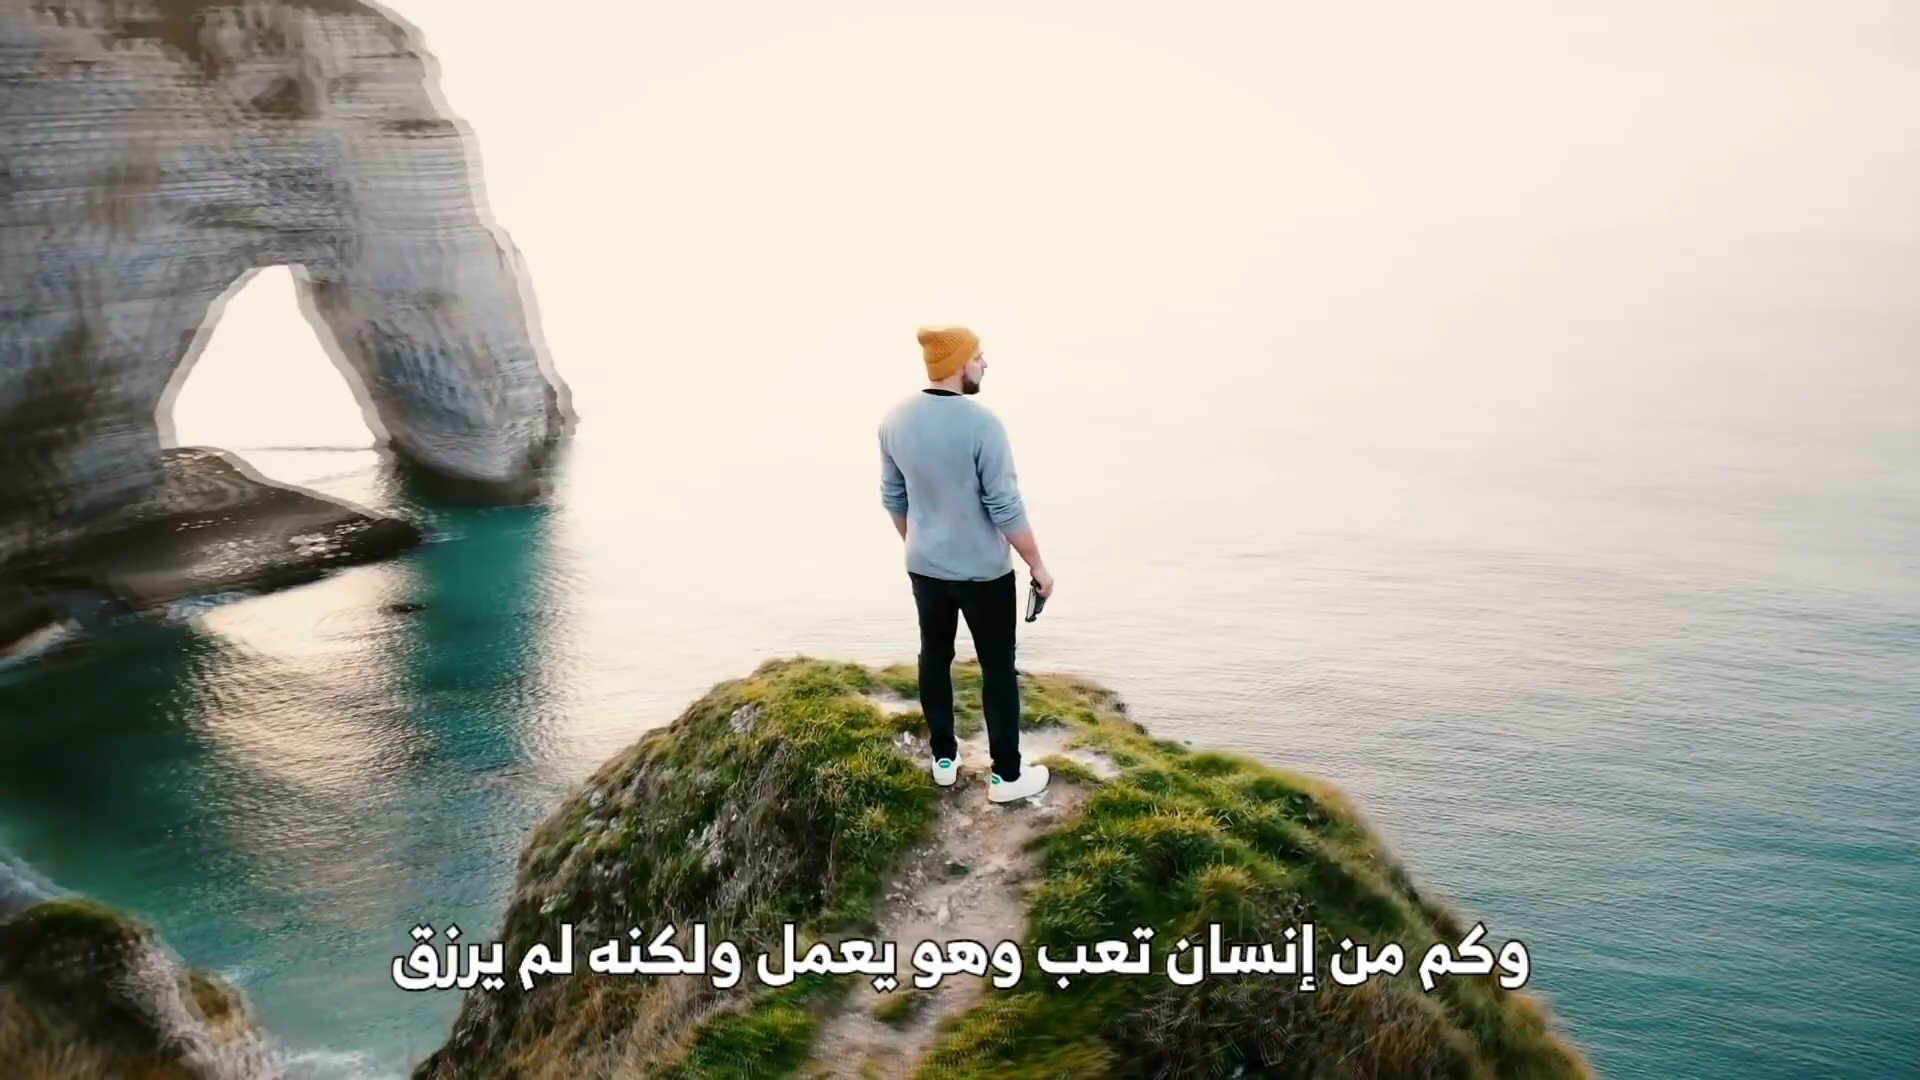 وكم من إنسان تعب وهو يعمل ولكنه لم يرزق